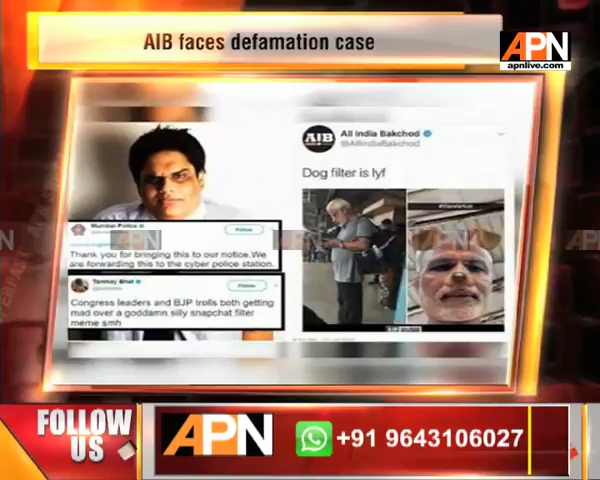 AIB faces defamation case
APN
apnlive.com
AIB
All India Bakchod
@AllIndiaBakchod
Dog filter is lyf
#Wanderlust
Mumbai Police
Follow
Thank you for bringing this to our notice.We
are forwarding this to the cyber police station.
Tanmay Bhat
Follow
Congress leaders and BJP trolls both getting
mad over a goddamn silly snapchat filter
meme smh
FOLLOW
US
APN
+91 9643106027